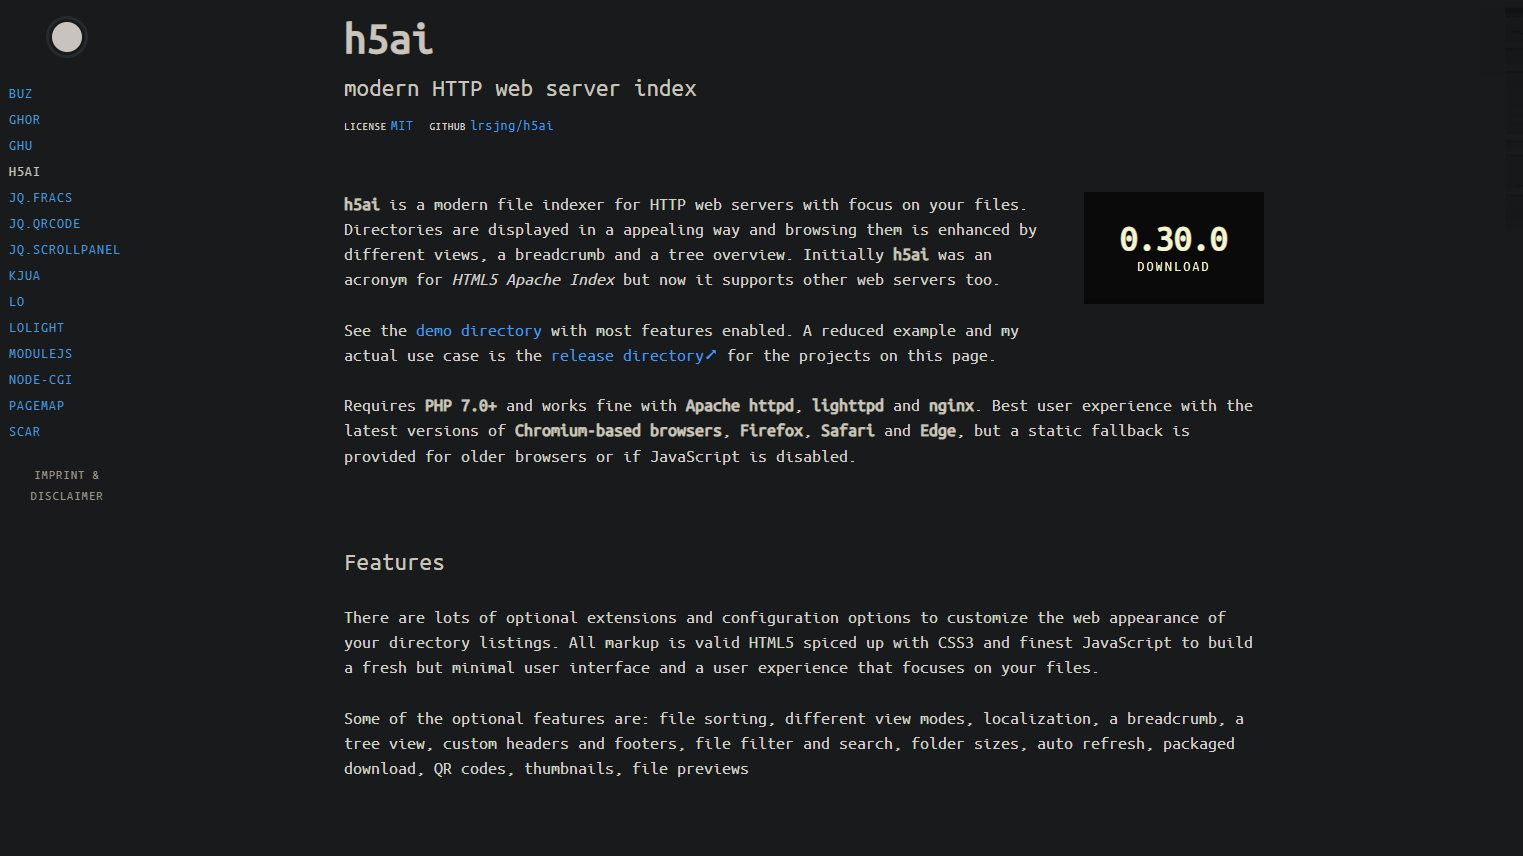 BUZ
GHOR
GHU
H5AI
JQ.FRACS
JQ.QRCODE
JQ.SCROLLPANEL
KJUA
LO
LOLIGHT
MODULEJS
NODE-CGI
PAGEMAP
SCAR
IMPRINT &
DISCLAIMER
h5ai
modern HTTP web server index
LICENSE MIT GITHUB lrsjng/h5ai
h5ai is a modern file indexer for HTTP web servers with focus on your files.
Directories are displayed in a appealing way and browsing them is enhanced by
different views, a breadcrumb and a tree overview. Initially h5ai was an
acronym for HTML5 Apache Index but now it supports other web servers too.
0.30.0
DOWNLOAD
See the demo directory with most features enabled. A reduced example and my
actual use case is the release directory for the projects on this page.
Requires PHP 7.0+ and works fine with Apache httpd, lighttpd and nginx. Best user experience with the
latest versions of Chromium-based browsers, Firefox, Safari and Edge, but a static fallback is
provided for older browsers or if JavaScript is disabled.
Features
There are lots of optional extensions and configuration options to customize the web appearance of
your directory listings. All markup is valid HTML5 spiced up with CSS3 and finest JavaScript to build
a fresh but minimal user interface and a user experience that focuses on your files.
Some of the optional features are: file sorting, different view modes, localization, a breadcrumb, a
tree view, custom headers and footers, file filter and search, folder sizes, auto refresh, packaged
download, QR codes, thumbnails, file previews